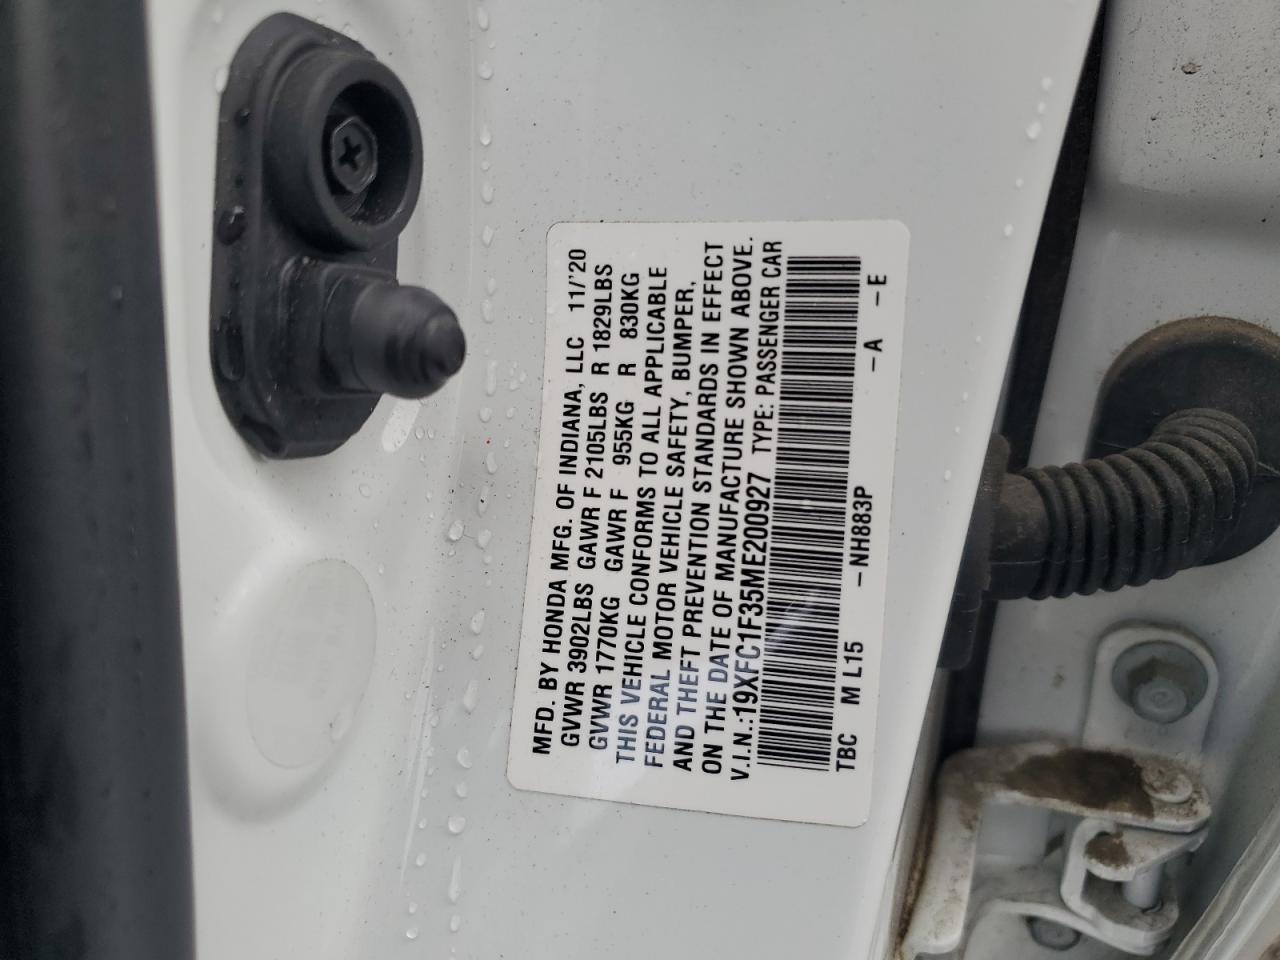 MFD. BY HONDA MFG. OF INDIANA, LLC 11/'20
GVWR 3902LBS GAWR F 2105LBS R 1829LBS
GVWR 1770KG GAWR F 955KG R 830KG
THIS VEHICLE CONFORMS TO ALL APPLICABLE
FEDERAL MOTOR VEHICLE SAFETY, BUMPER,
AND THEFT PREVENTION STANDARDS IN EFFECT
ON THE DATE OF MANUFACTURE SHOWN ABOVE.
V.I.N.:19XFC1F35ME200927 TYPE: PASSENGER CAR
TBC M L15 –NH883P –A –E